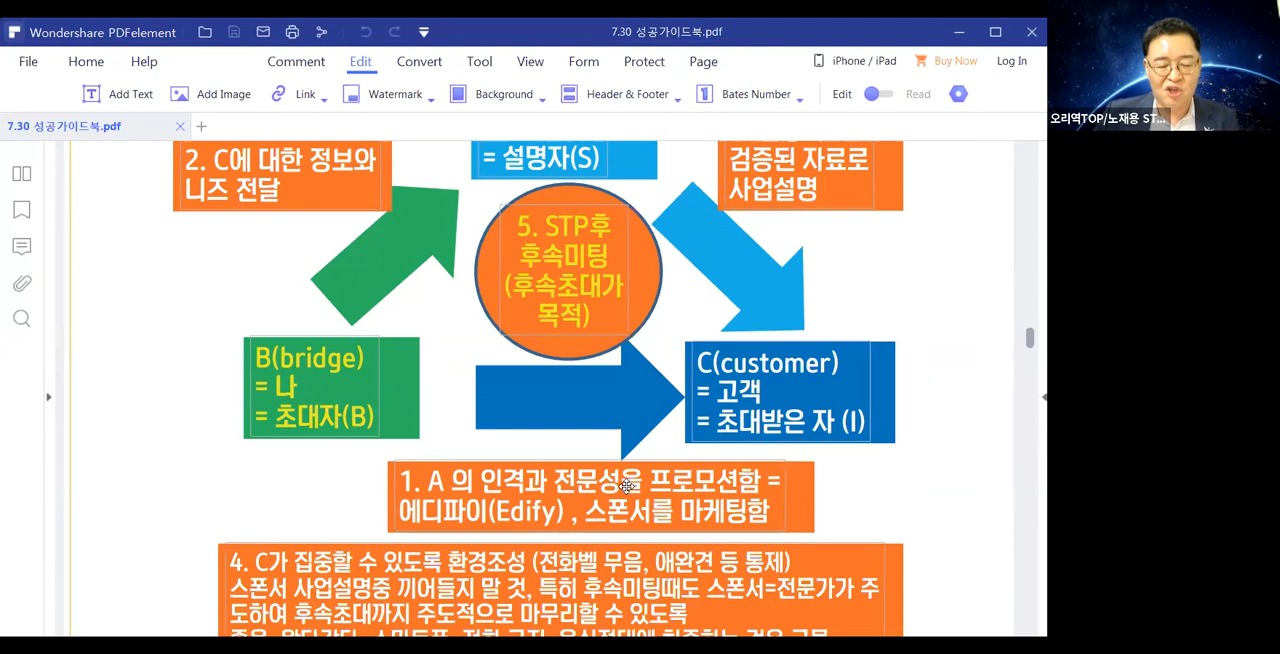 Wondershare PDFelement
7.30 성공가이드북.pdf
File Home Help Comment Edit Convert Tool View Form Protect Page
iPhone / iPad Buy Now Log In
Add Text Add Image Link Watermark Background Header & Footer Bates Number Edit Read
7.30 성공가이드북.pdf
오리역TOP/노재용 ST...
2. C에 대한 정보와
니즈 전달
= 설명자(S)
검증된 자료로
사업설명
5. STP후
후속미팅
(후속초대가
목적)
B(bridge)
= 나
= 초대자(B)
C(customer)
= 고객
= 초대받은 자 (I)
1. A 의 인격과 전문성을 프로모션함 =
에디파이(Edify) , 스폰서를 마케팅함
4. C가 집중할 수 있도록 환경조성 (전화벨 무음, 애완견 등 통제)
스폰서 사업설명중 끼어들지 말 것, 특히 후속미팅때도 스폰서=전문가가 주
도하여 후속초대까지 주도적으로 마무리할 수 있도록